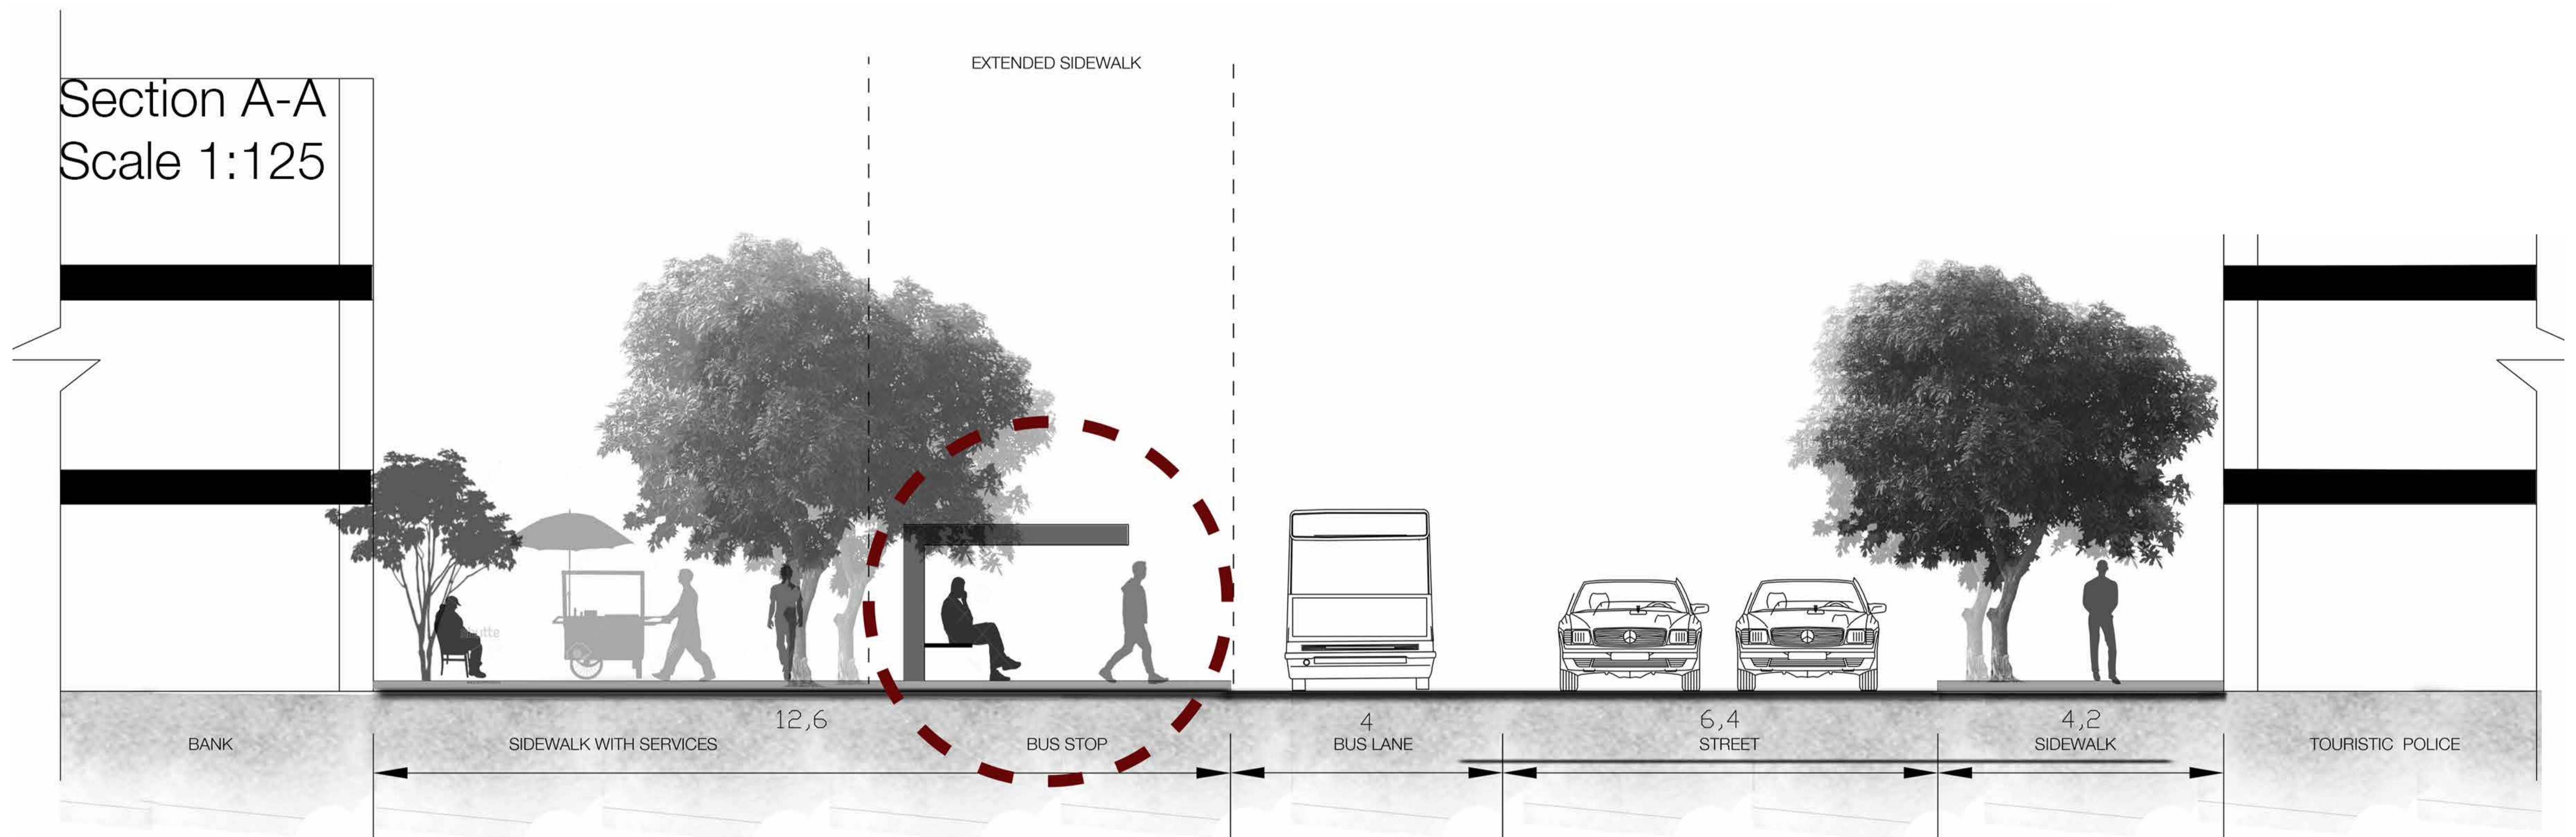 EXTENDED SIDEWALK
Section A-A
Scale 1:125
12,6
4
6,4
4,2
BANK
SIDEWALK WITH SERVICES
BUS STOP
BUS LANE
STREET
SIDEWALK
TOURISTIC POLICE